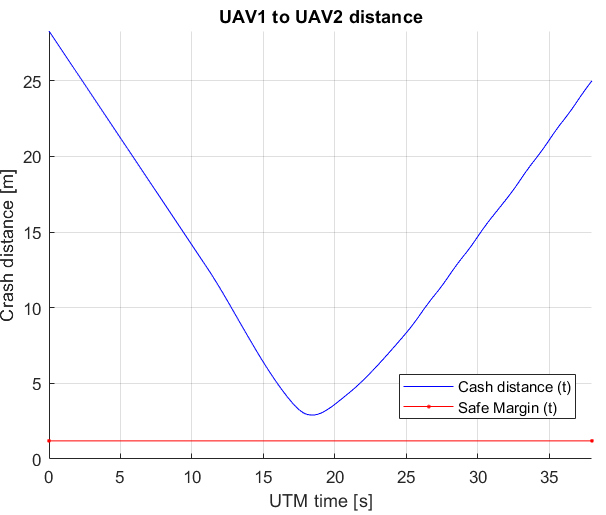 UAV1 to UAV2 distance
Crash distance [m]
25
20
15
10
5
0
Cash distance (t)
Safe Margin (t)
0 5 10 15 20 25 30 35
UTM time [s]